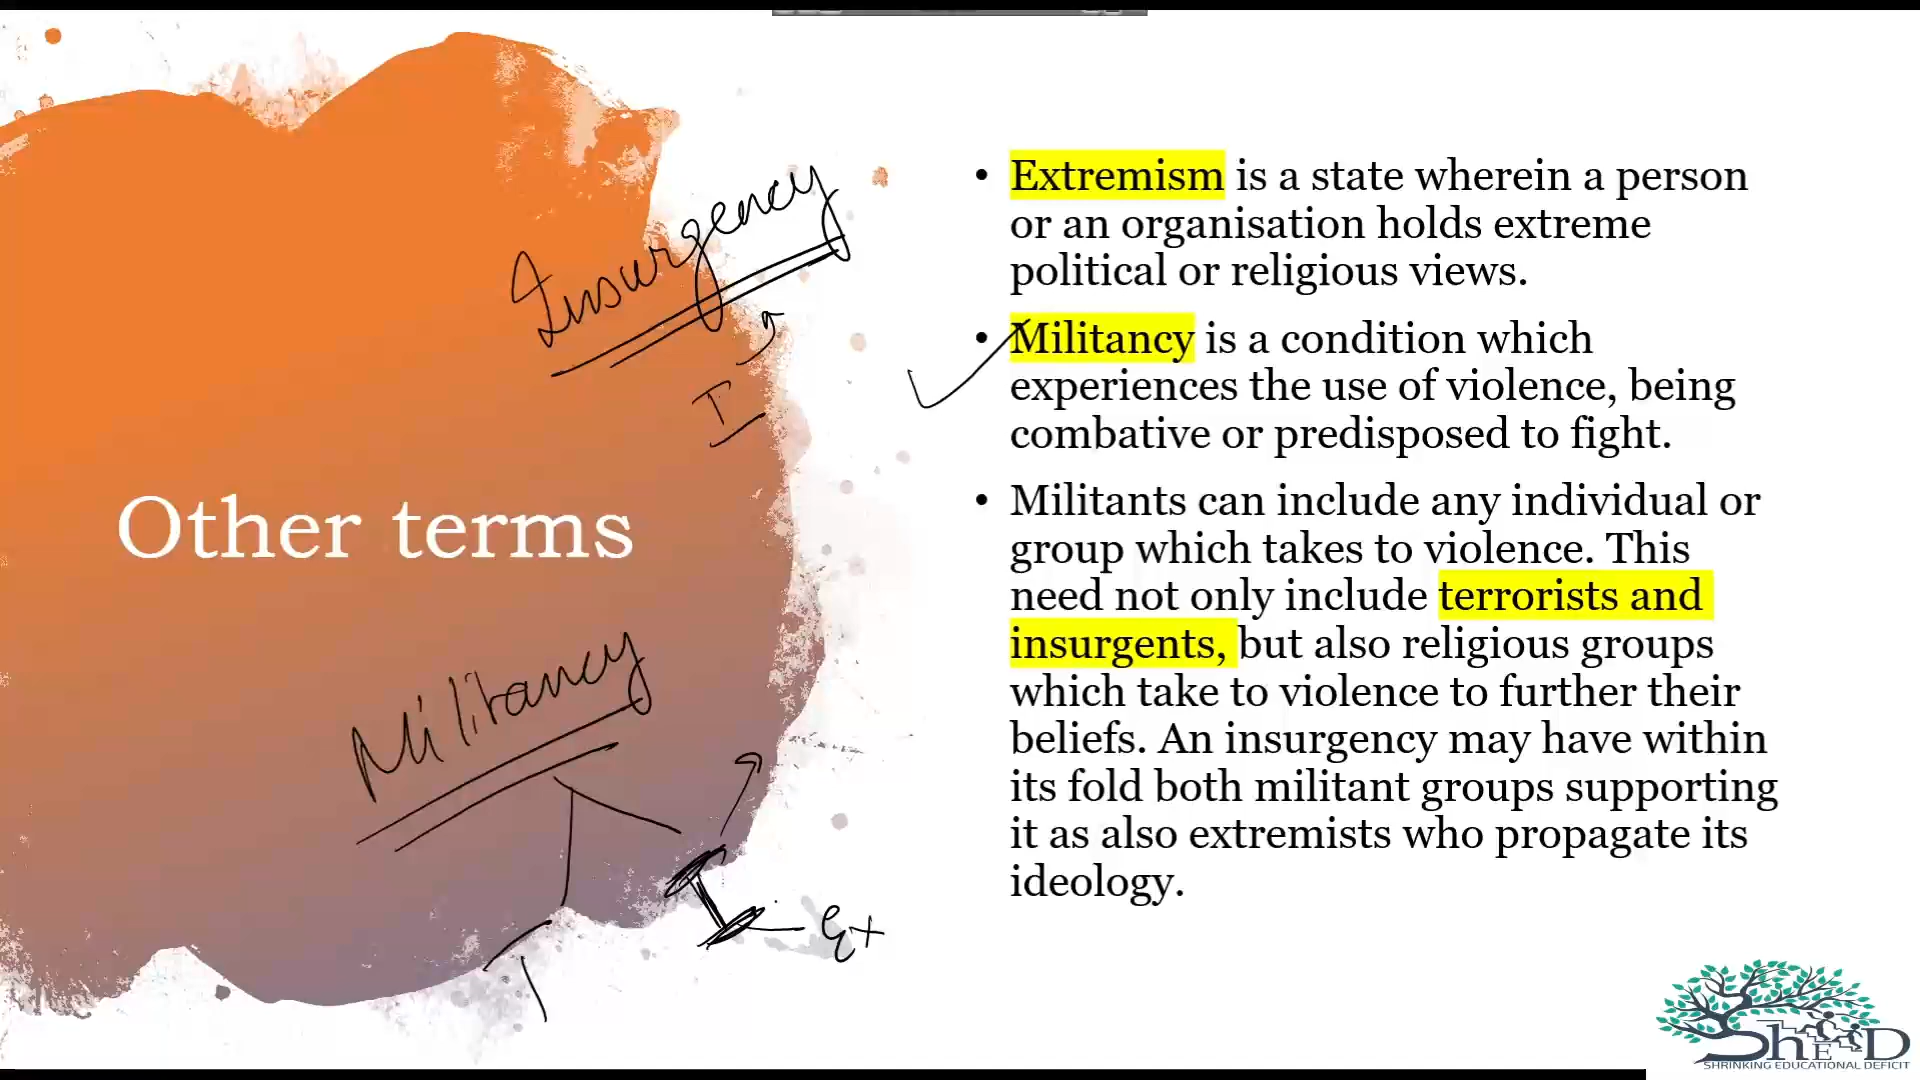 Insurgency
T
Other terms
Militancy
T
I
Ex
• Extremism is a state wherein a person
or an organisation holds extreme
political or religious views.
• Militancy is a condition which
experiences the use of violence, being
combative or predisposed to fight.
• Militants can include any individual or
group which takes to violence. This
need not only include terrorists and
insurgents, but also religious groups
which take to violence to further their
beliefs. An insurgency may have within
its fold both militant groups supporting
it as also extremists who propagate its
ideology.
ShED
SHRINKING EDUCATIONAL DEFICIT